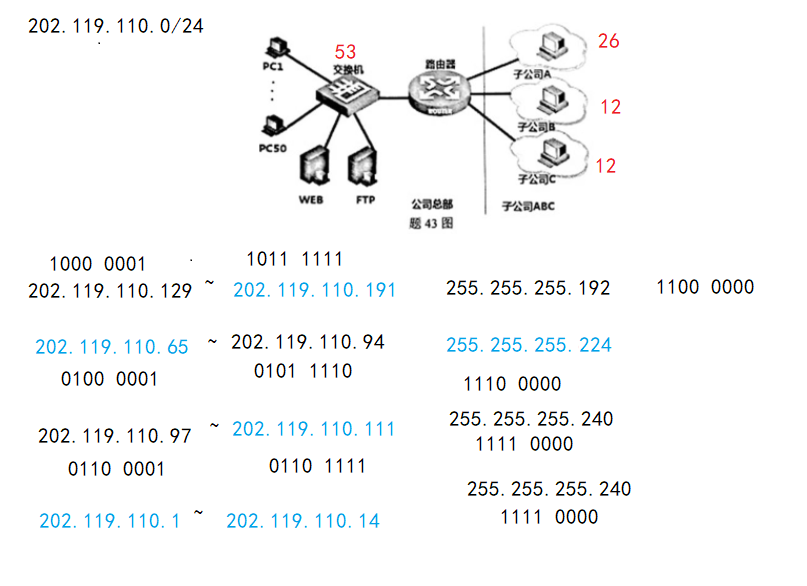 202.119.110.0/24
53
26
PC1
交换机
路由器
子公司A
12
ROUTER
子公司B
PC50
12
子公司C
WEB
FTP
公司总部
子公司ABC
题 43 图
1000 0001
1011 1111
202.119.110.129 ~ 202.119.110.191 255.255.255.192 1100 0000
202.119.110.65 ~ 202.119.110.94 255.255.255.224
0100 0001 0101 1110 1110 0000
202.119.110.97 ~ 202.119.110.111 255.255.255.240
1111 0000
0110 0001 0110 1111
255.255.255.240
202.119.110.1 ~ 202.119.110.14 1111 0000